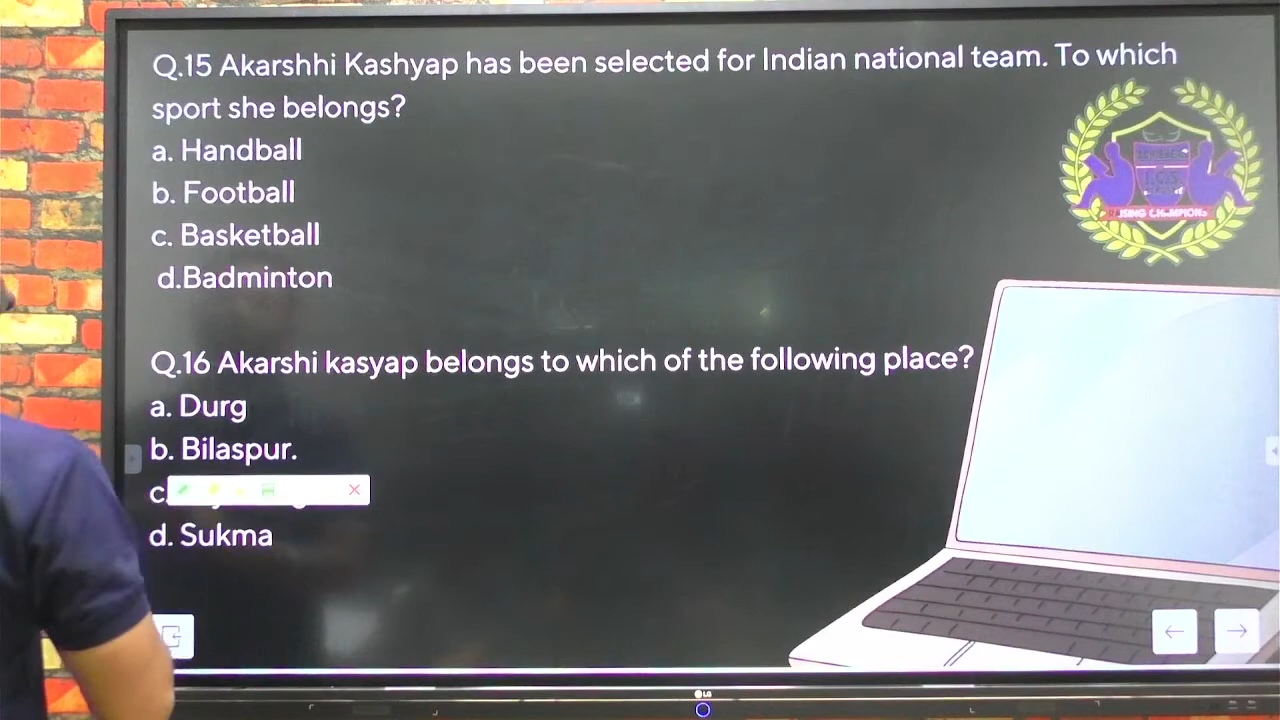 Q.15 Akarshhi Kashyap has been selected for Indian national team. To which
sport she belongs?
a. Handball
b. Football
c. Basketball
d.Badminton
Q.16 Akarshi kasyap belongs to which of the following place?
a. Durg
b. Bilaspur.
c.
d. Sukma
LG